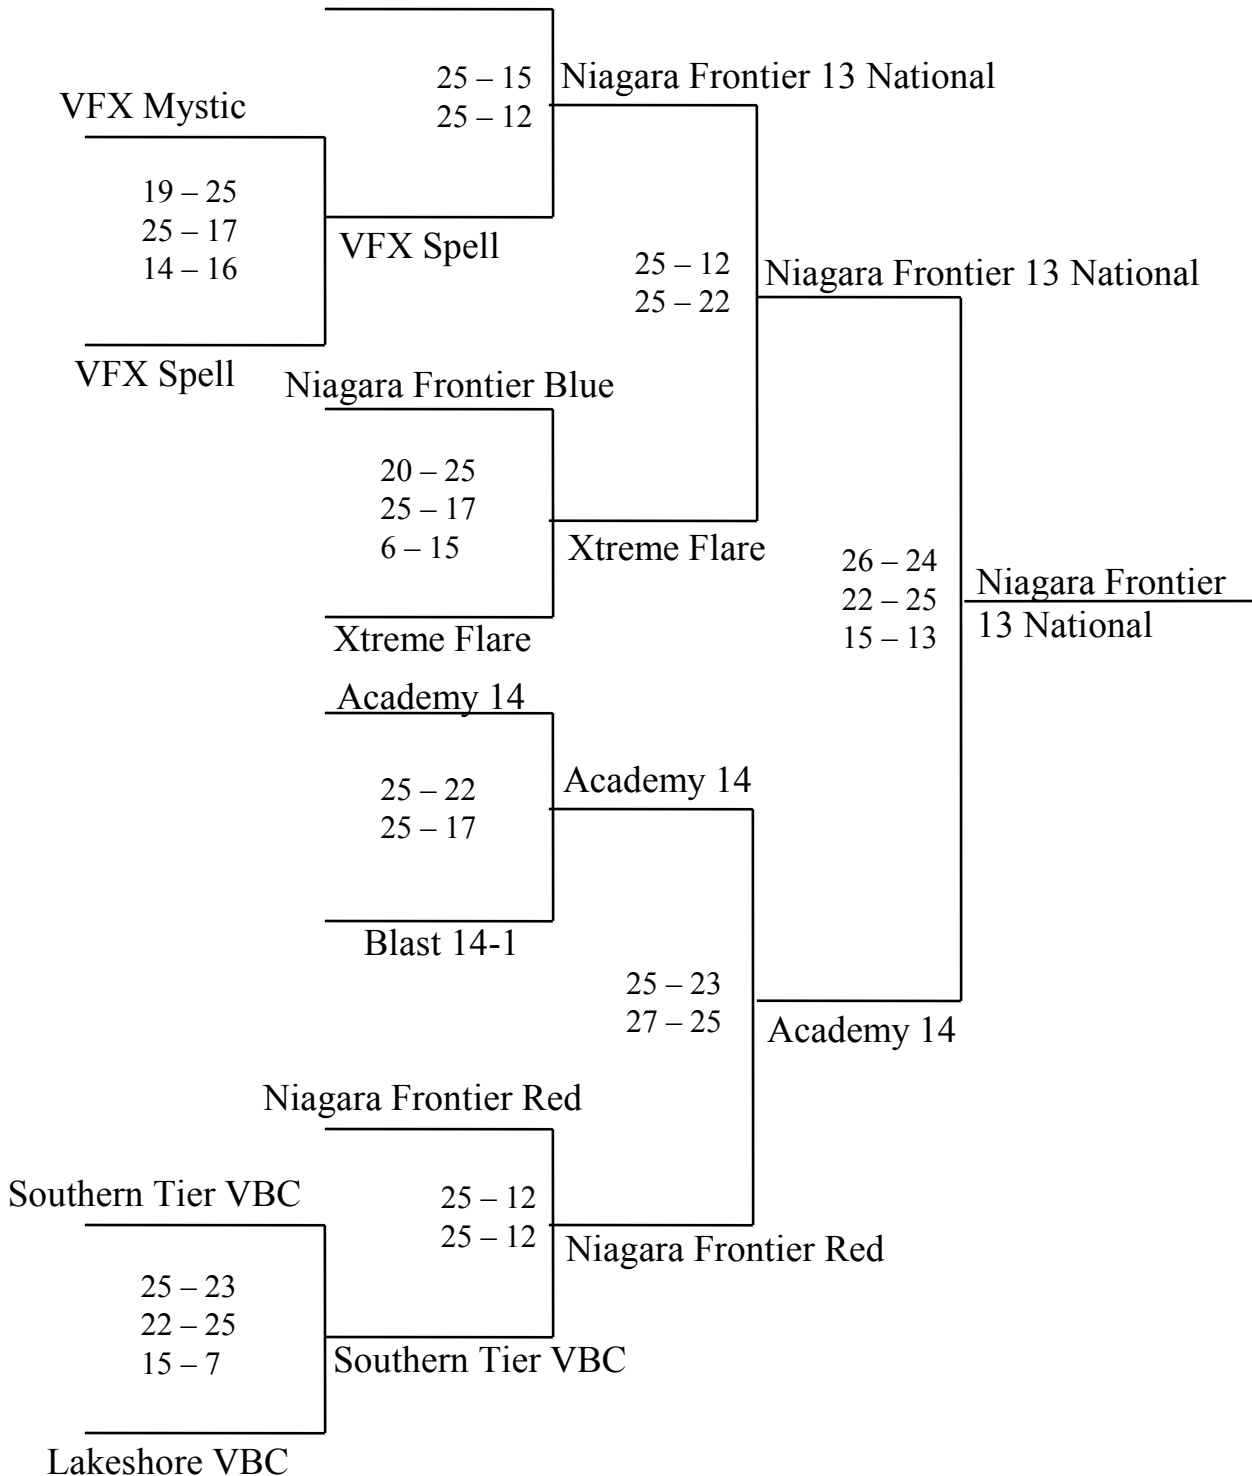 Niagara Frontier 13 National
25 – 15
25 – 12
VFX Mystic
19 – 25
25 – 17
14 – 16
VFX Spell
VFX Spell
25 – 12
25 – 22
Niagara Frontier 13 National
Niagara Frontier Blue
20 – 25
25 – 17
6 – 15
Xtreme Flare
Xtreme Flare
26 – 24
22 – 25
15 – 13
Niagara Frontier
13 National
Academy 14
25 – 22
25 – 17
Academy 14
Blast 14-1
25 – 23
27 – 25
Academy 14
Niagara Frontier Red
Southern Tier VBC
25 – 12
25 – 12
Niagara Frontier Red
25 – 23
22 – 25
15 – 7
Southern Tier VBC
Lakeshore VBC